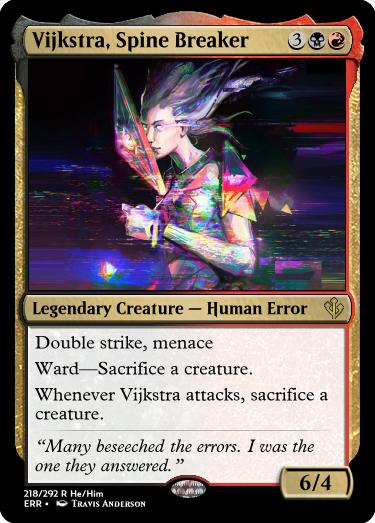 Vijkstra, Spine Breaker 3
Legendary Creature — Human Error
Double strike, menace
Ward—Sacrifice a creature.
Whenever Vijkstra attacks, sacrifice a
creature.
“Many beseeched the errors. I was the
one they answered.”
6/4
218/292 R He/Him
ERR • Travis Anderson